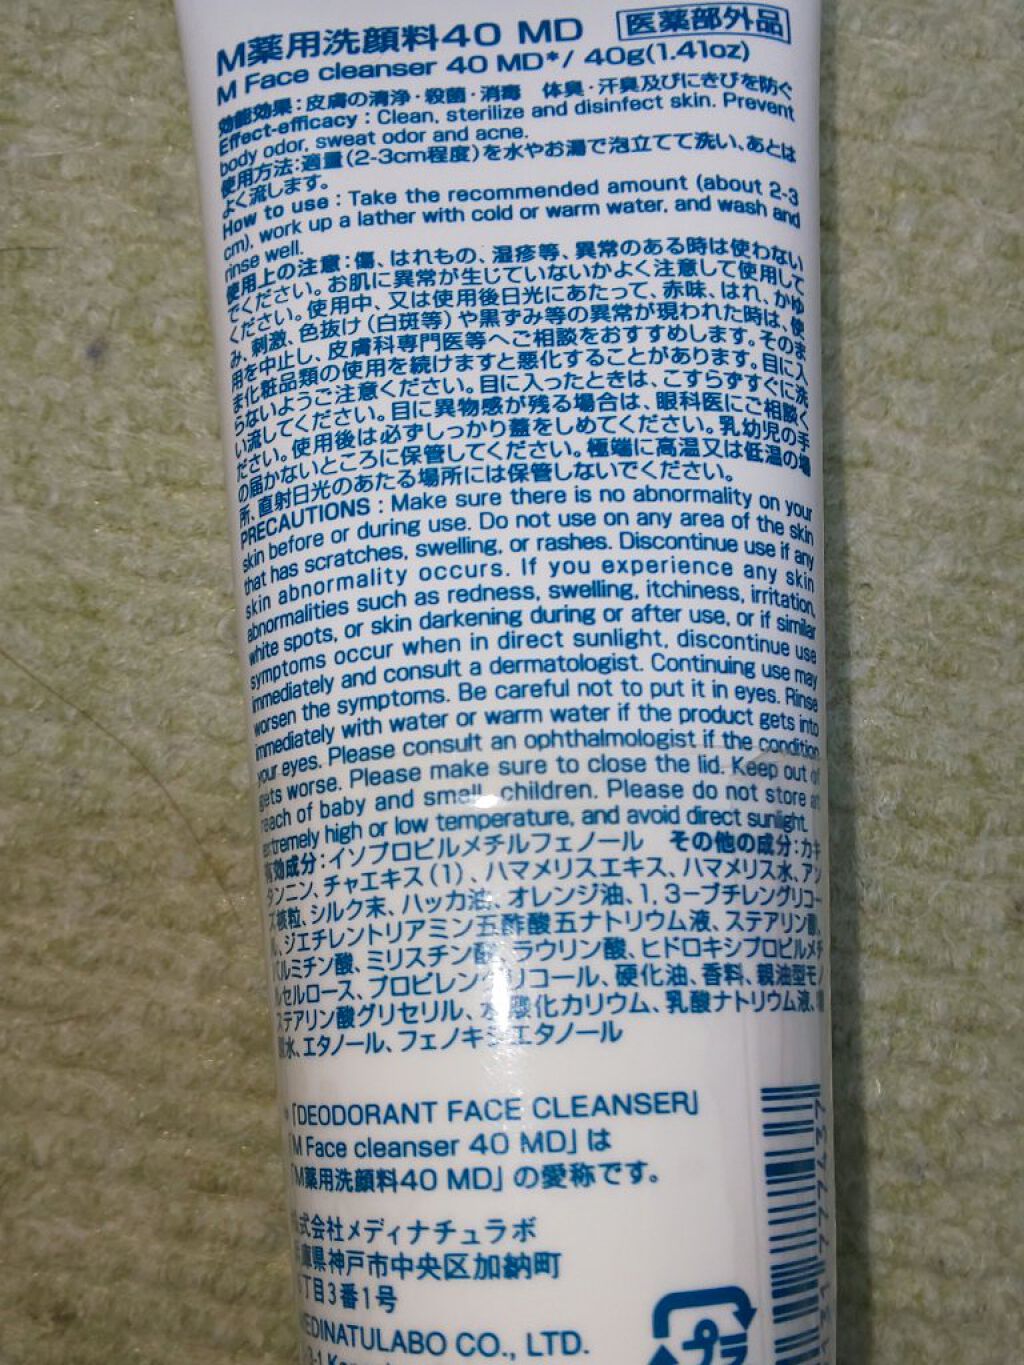 M薬用洗顔料40 MD 医薬部外品
M Face cleanser 40 MD*/ 40g(1.41oz)
効能効果：皮膚の清浄・殺菌・消毒　体臭・汗臭及びにきびを防ぐ
Effect-efficacy : Clean, sterilize and disinfect skin. Prevent
body odor, sweat odor and acne.
使用方法：適量(2-3cm程度)を水やお湯で泡立てて洗い、あとは
よく流します。
How to use : Take the recommended amount (about 2-3
cm), work up a lather with cold or warm water, and wash and
rinse well.
使用上の注意：傷、はれもの、湿疹等、異常のある時は使わない
でください。お肌に異常が生じていないかよく注意して使用して
ください。使用中、又は使用後日光にあたって、赤味、はれ、かゆ
み、刺激、色抜け(白斑等)や黒ずみ等の異常が現われた時は、使
用を中止し、皮膚科専門医等へご相談をおすすめします。そのま
ま化粧品類の使用を続けますと悪化することがあります。目に入
らないようご注意ください。目に入ったときは、こすらずすぐに洗
い流してください。目に異物感が残る場合は、眼科医にご相談く
ださい。使用後は必ずしっかり蓋をしめてください。乳幼児の手
の届かないところに保管してください。極端に高温又は低温の場
所、直射日光のあたる場所には保管しないでください。
PRECAUTIONS : Make sure there is no abnormality on your
skin before or during use. Do not use on any area of the skin
that has scratches, swelling, or rashes. Discontinue use if any
skin abnormality occurs. If you experience any skin
abnormalities such as redness, swelling, itchiness, irritation,
white spots, or skin darkening during or after use, or if similar
symptoms occur when in direct sunlight, discontinue use
immediately and consult a dermatologist. Continuing use may
worsen the symptoms. Be careful not to put it in eyes. Rinse
immediately with water or warm water if the product gets into
your eyes. Please consult an ophthalmologist if the condition
gets worse. Please make sure to close the lid. Keep out of
reach of baby and smell children. Please do not store at
extremely high or low temperature, and avoid direct sunlight.
有効成分：イソプロピルメチルフェノール　その他の成分：カキ
タンニン、チャエキス(1)、ハマメリスエキス、ハマメリス水、アン
ズ核粒、シルク末、ハッカ油、オレンジ油、1,3-ブチレングリコー
ル、ジエチレントリアミン五酢酸五ナトリウム液、ステアリン酸、
パルミチン酸、ミリスチン酸、ラウリン酸、ヒドロキシプロピルメチ
ルセルロース、プロピレングリコール、硬化油、香料、親油型モノ
ステアリン酸グリセリル、水酸化カリウム、乳酸ナトリウム液、
水、エタノール、フェノキシエタノール
*「DEODORANT FACE CLEANSER」
「M Face cleanser 40 MD」は
「M薬用洗顔料40 MD」の愛称です。
株式会社メディナチュラボ
兵庫県神戸市中央区加納町
丁目3番1号
MEDINATULABO CO., LTD.
プラ